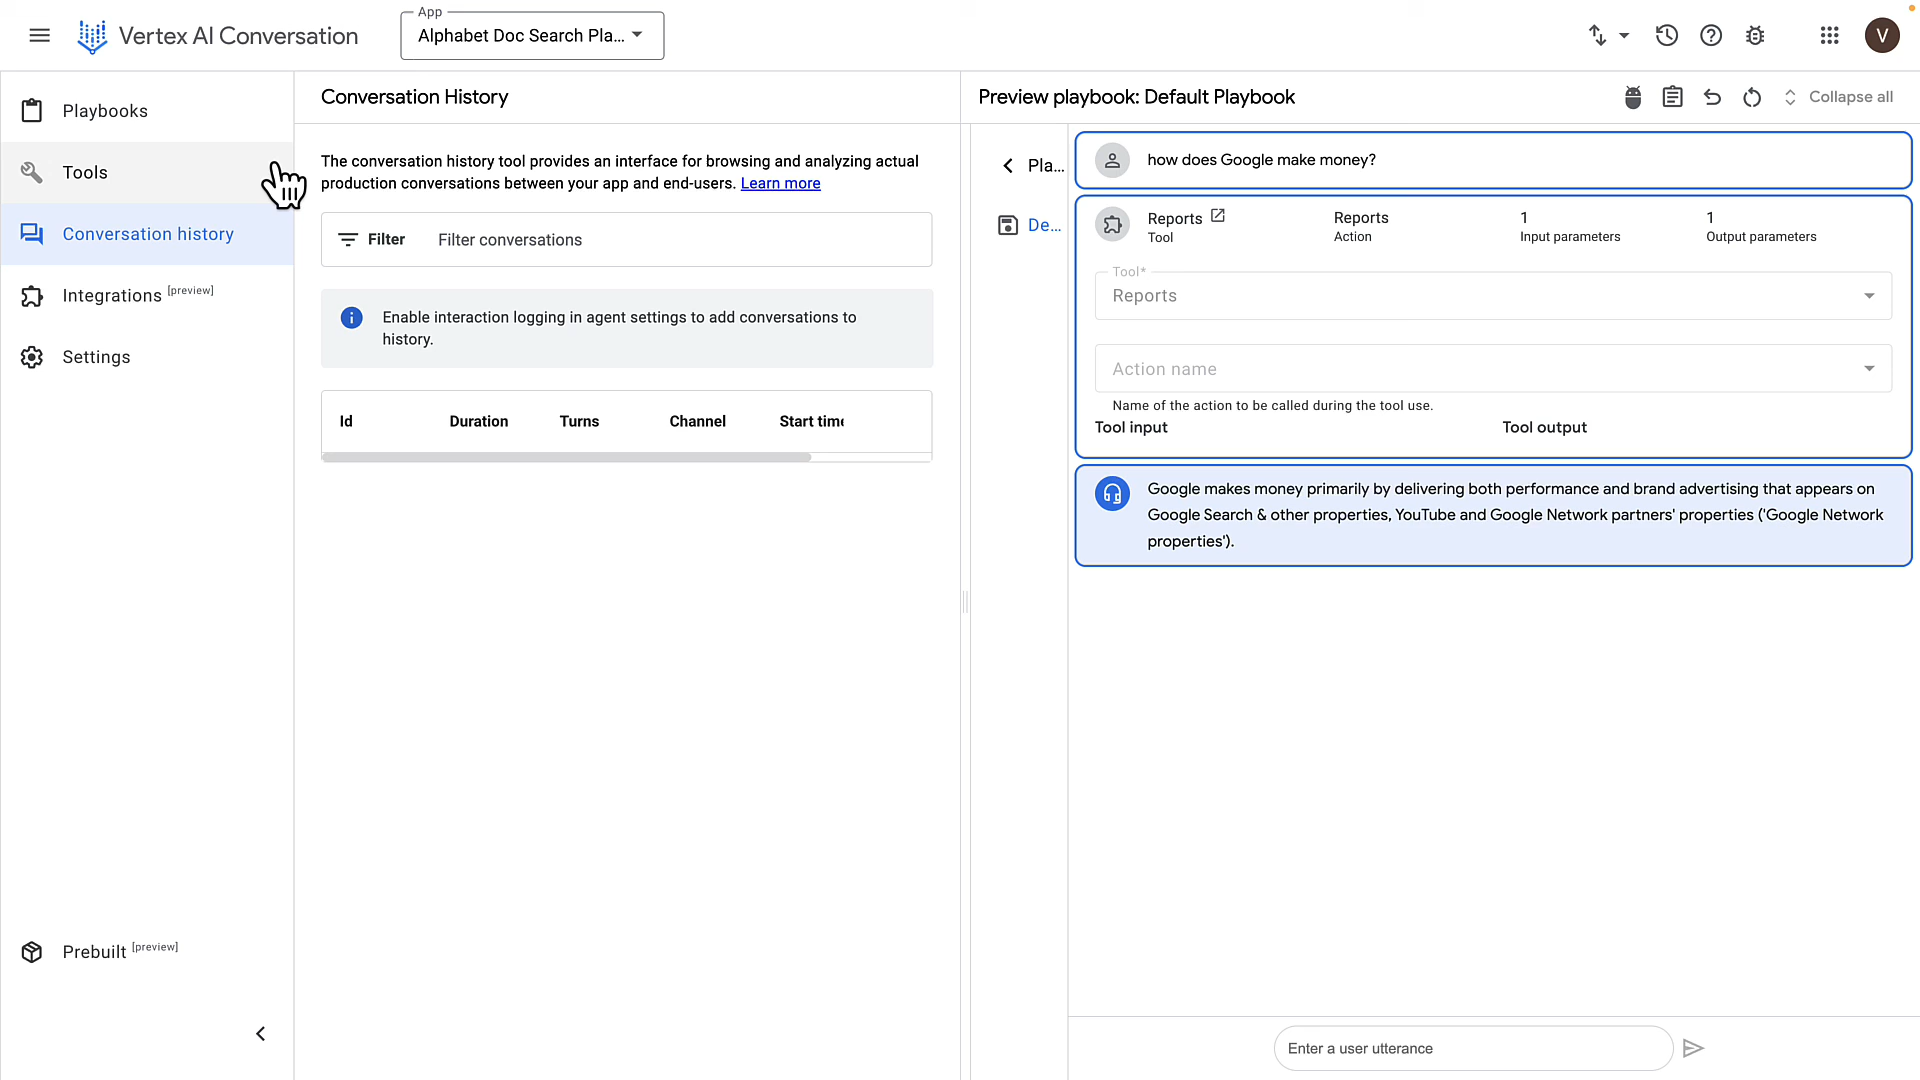 Vertex AI Conversation
App
Alphabet Doc Search Pla...
V
Playbooks
Tools
Conversation history
Integrations [preview]
Settings
Prebuilt [preview]
Conversation History
The conversation history tool provides an interface for browsing and analyzing actual
production conversations between your app and end-users. Learn more
Filter Filter conversations
Enable interaction logging in agent settings to add conversations to
history.
Id Duration Turns Channel Start time
Preview playbook: Default Playbook
Collapse all
Pla...
De...
how does Google make money?
Reports Reports 1 1
Tool Action Input parameters Output parameters
Tool*
Reports
Action name
Name of the action to be called during the tool use.
Tool input Tool output
Google makes money primarily by delivering both performance and brand advertising that appears on
Google Search & other properties, YouTube and Google Network partners' properties ('Google Network
properties').
Enter a user utterance